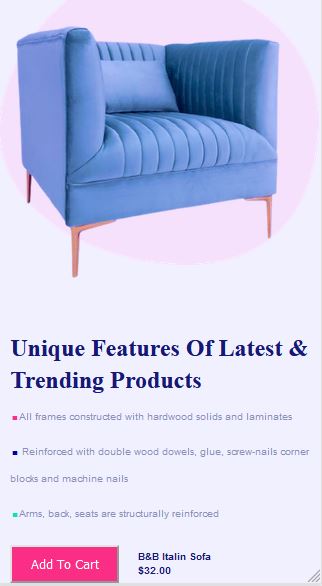 Unique Features Of Latest &
Trending Products
All frames constructed with hardwood solids and laminates
Reinforced with double wood dowels, glue, screw-nails corner
blocks and machine nails
Arms, back, seats are structurally reinforced
Add To Cart
B&B Italin Sofa
$32.00